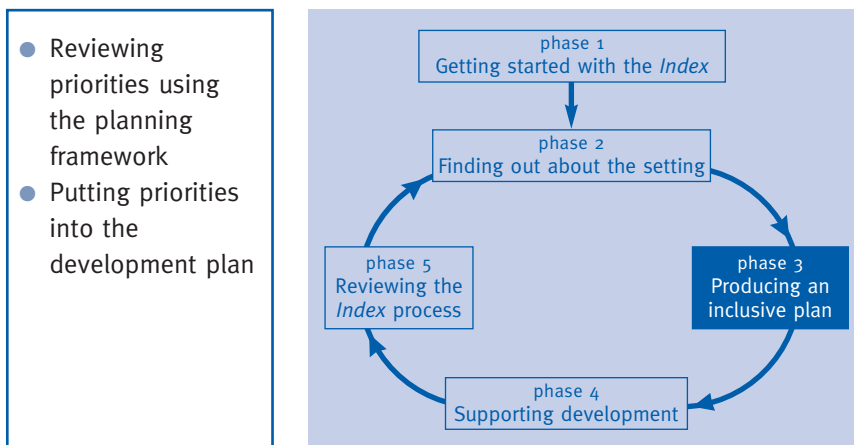 Reviewing
priorities using
the planning
framework
Putting priorities
into the
development plan
phase 1
Getting started with the Index
phase 2
Finding out about the setting
phase 3
Producing an
inclusive plan
phase 4
Supporting development
phase 5
Reviewing the
Index process